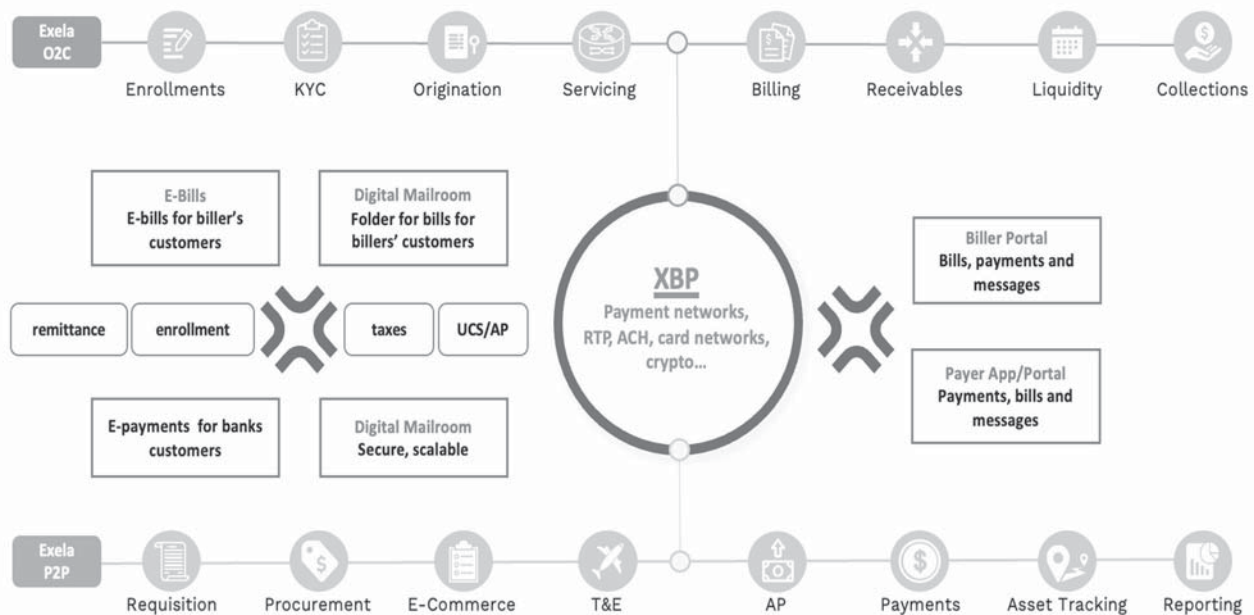 Exela
O2C
Enrollments
KYC
Origination
Servicing
Billing
Receivables
Liquidity
Collections
E-Bills
E-bills for biller's
customers
Digital Mailroom
Folder for bills for
billers' customers
remittance
enrollment
taxes
UCS/AP
E-payments for banks
customers
Digital Mailroom
Secure, scalable
XBP
Payment networks,
RTP, ACH, card networks,
crypto...
Biller Portal
Bills, payments and
messages
Payer App/Portal
Payments, bills and
messages
Exela
P2P
Requisition
Procurement
E-Commerce
T&E
AP
Payments
Asset Tracking
Reporting